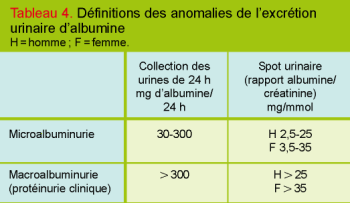 Tableau 4. Définitions des anomalies de l'excrétion
urinaire d'albumine
H = homme ; F = femme.
Collection des
urines de 24 h
mg d'albumine/
24 h
Spot urinaire
(rapport albumine/
créatinine)
mg/mmol
Microalbuminurie
30-300
H 2,5-25
F 3,5-35
Macroalbuminurie
(protéinurie clinique)
> 300
H > 25
F > 35